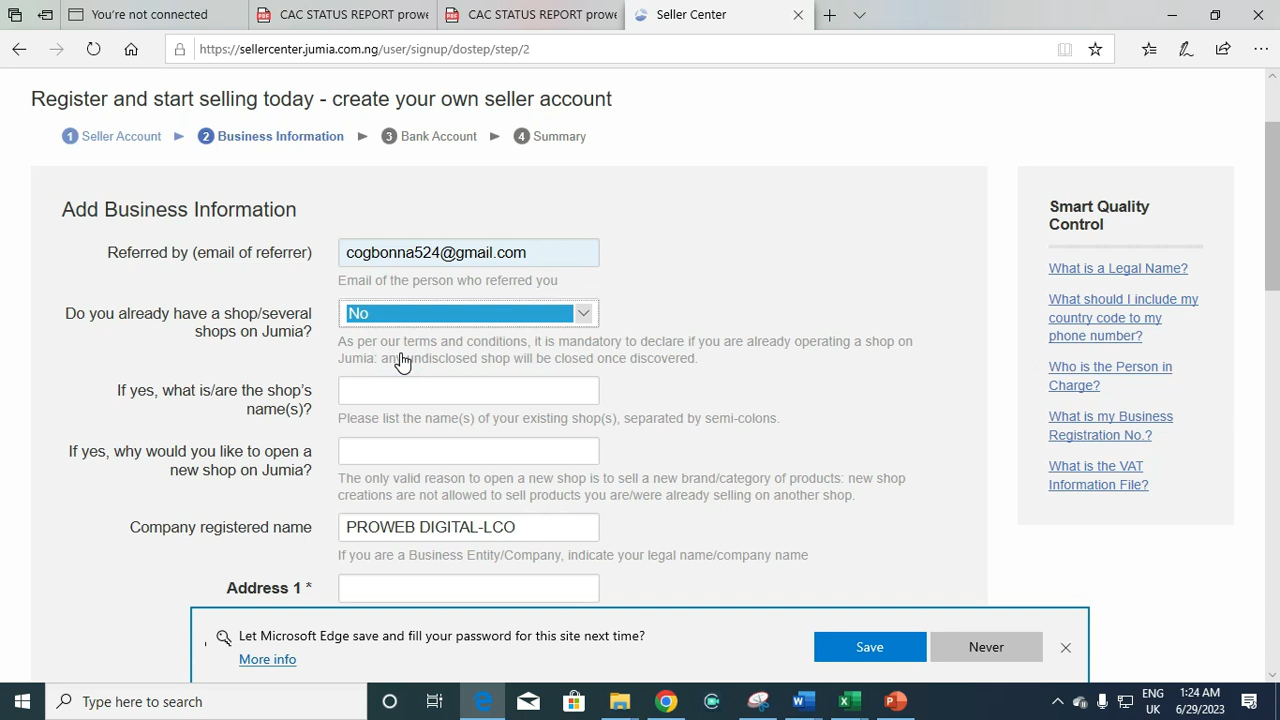 You're not connected
CAC STATUS REPORT prowe
CAC STATUS REPORT prowe
Seller Center
https://sellercenter.jumia.com.ng/user/signup/dostep/step/2
Register and start selling today - create your own seller account
1 Seller Account
2 Business Information
3 Bank Account
4 Summary
Add Business Information
Referred by (email of referrer)
cogbonna524@gmail.com
Email of the person who referred you
Do you already have a shop/several
shops on Jumia?
No
As per our terms and conditions, it is mandatory to declare if you are already operating a shop on
Jumia: any undisclosed shop will be closed once discovered.
If yes, what is/are the shop's
name(s)?
Please list the name(s) of your existing shop(s), separated by semi-colons.
If yes, why would you like to open a
new shop on Jumia?
The only valid reason to open a new shop is to sell a new brand/category of products: new shop
creations are not allowed to sell products you are/were already selling on another shop.
Company registered name
PROWEB DIGITAL-LCO
If you are a Business Entity/Company, indicate your legal name/company name
Address 1 *
Smart Quality
Control
What is a Legal Name?
What should I include my
country code to my
phone number?
Who is the Person in
Charge?
What is my Business
Registration No.?
What is the VAT
Information File?
Let Microsoft Edge save and fill your password for this site next time?
More info
Save
Never
Type here to search
ENG
UK
1:24 AM
6/29/2023